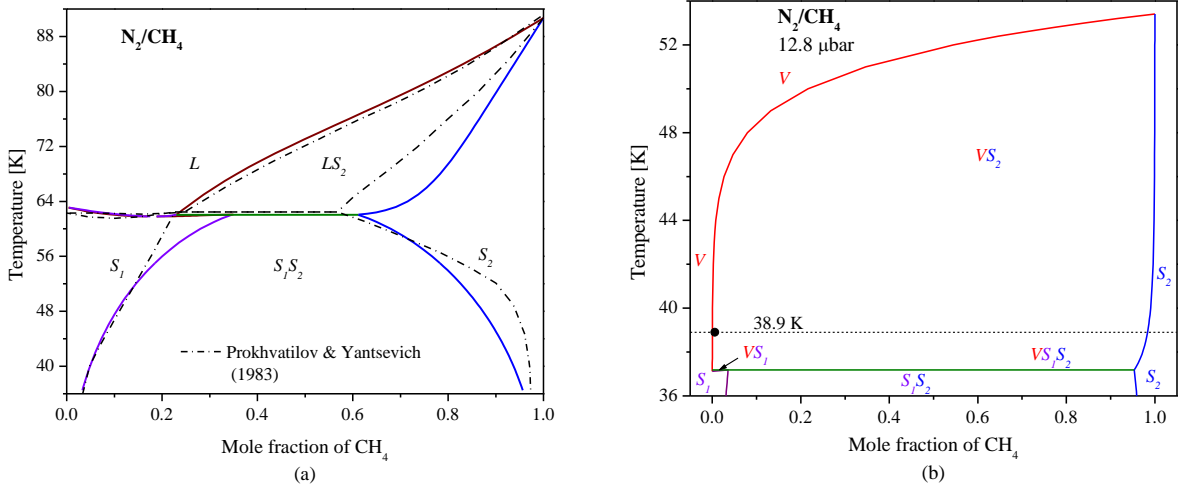 N₂/CH₄
88
80
72
64
56
48
40
Temperature [K]
L
LS₂
S₁
S₁S₂
S₂
Prokhvatilov & Yantsevich
(1983)
0.0 0.2 0.4 0.6 0.8 1.0
Mole fraction of CH₄
(a)
N₂/CH₄
12.8 μbar
52
48
44
40
36
Temperature [K]
V
VS₂
V
S₂
38.9 K
VS₁
VS₁S₂
S₁
S₁S₂
S₂
0.0 0.2 0.4 0.6 0.8 1.0
Mole fraction of CH₄
(b)